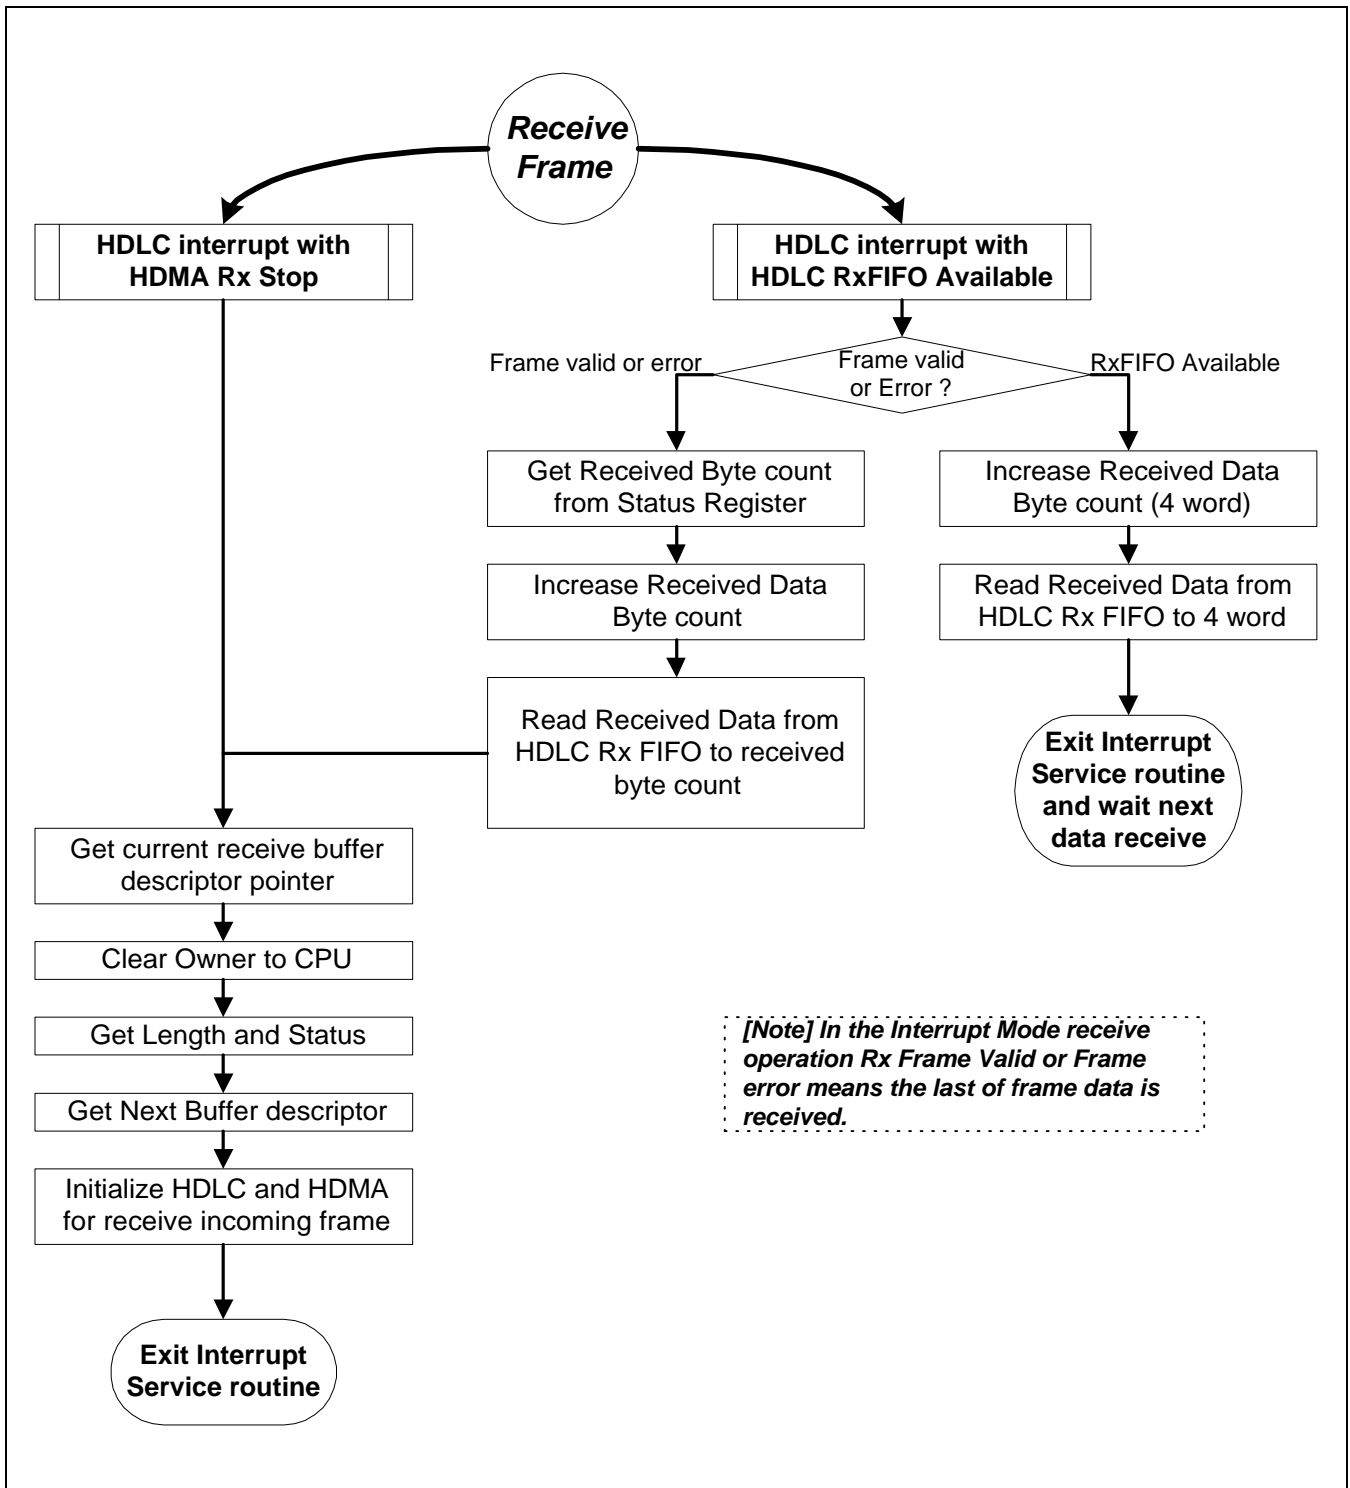 Receive
Frame
HDLC interrupt with
HDMA Rx Stop
HDLC interrupt with
HDLC RxFIFO Available
Frame valid or error
Frame valid
or Error ?
RxFIFO Available
Get Received Byte count
from Status Register
Increase Received Data
Byte count (4 word)
Increase Received Data
Byte count
Read Received Data from
HDLC Rx FIFO to 4 word
Read Received Data from
HDLC Rx FIFO to received
byte count
Exit Interrupt
Service routine
and wait next
data receive
Get current receive buffer
descriptor pointer
Clear Owner to CPU
Get Length and Status
Get Next Buffer descriptor
Initialize HDLC and HDMA
for receive incoming frame
Exit Interrupt
Service routine
[Note] In the Interrupt Mode receive
operation Rx Frame Valid or Frame
error means the last of frame data is
received.